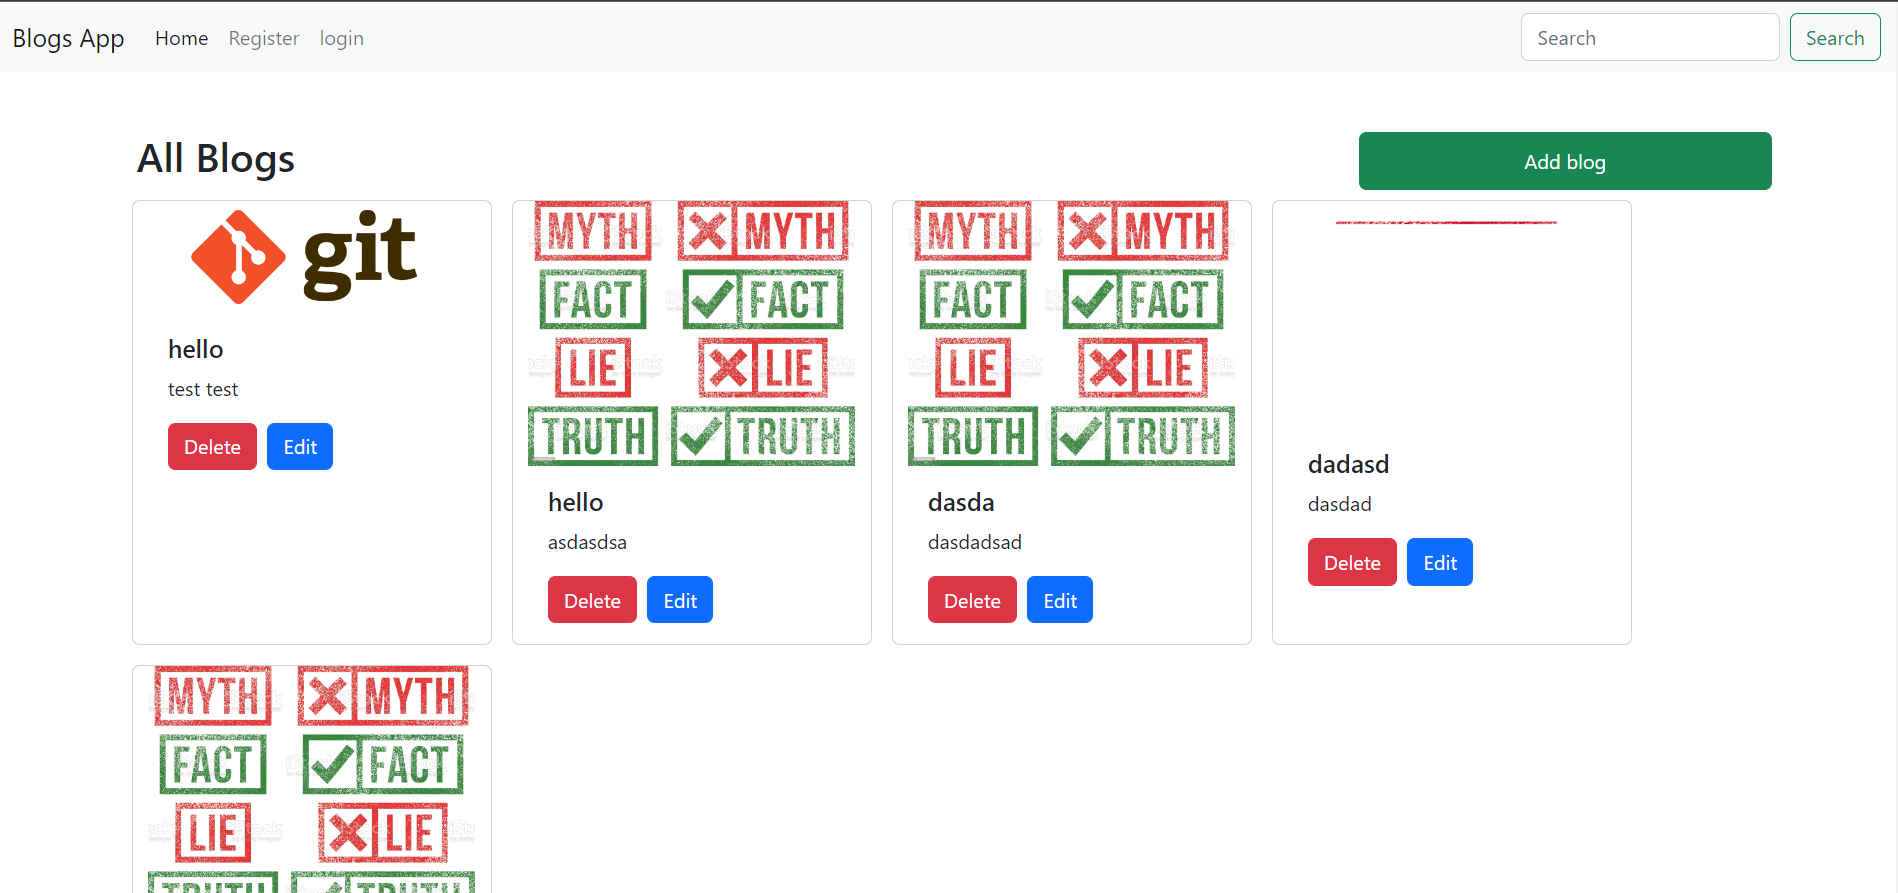 Blogs App Home Register login Search Search
All Blogs Add blog
git
hello
test test
Delete Edit
MYTH MYTH
FACT FACT
LIE LIE
TRUTH TRUTH
hello
asdasdsa
Delete Edit
MYTH MYTH
FACT FACT
LIE LIE
TRUTH TRUTH
dasda
dasdadsad
Delete Edit
dadasd
dasdad
Delete Edit
MYTH MYTH
FACT FACT
LIE LIE
TRUTH TRUTH